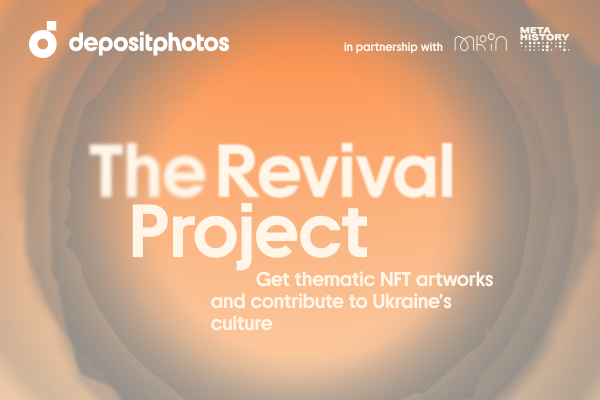 depositphotos
in partnership with
META
HISTORY
The Revival
Project
Get thematic NFT artworks
and contribute to Ukraine's
culture